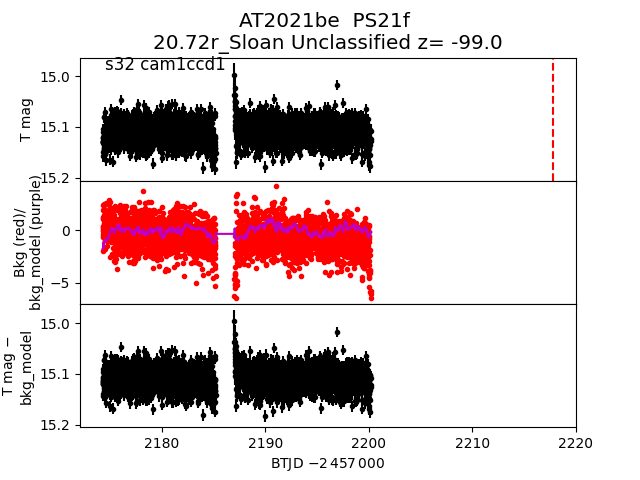 AT2021be  PS21f
20.72r_Sloan Unclassified z= -99.0
s32 cam1ccd1
15.0
15.1
15.2
T mag
0
−5
Bkg (red)/
bkg_model (purple)
15.0
15.1
15.2
T mag −
bkg_model
2180
2190
2200
2210
2220
BTJD −2 457 000